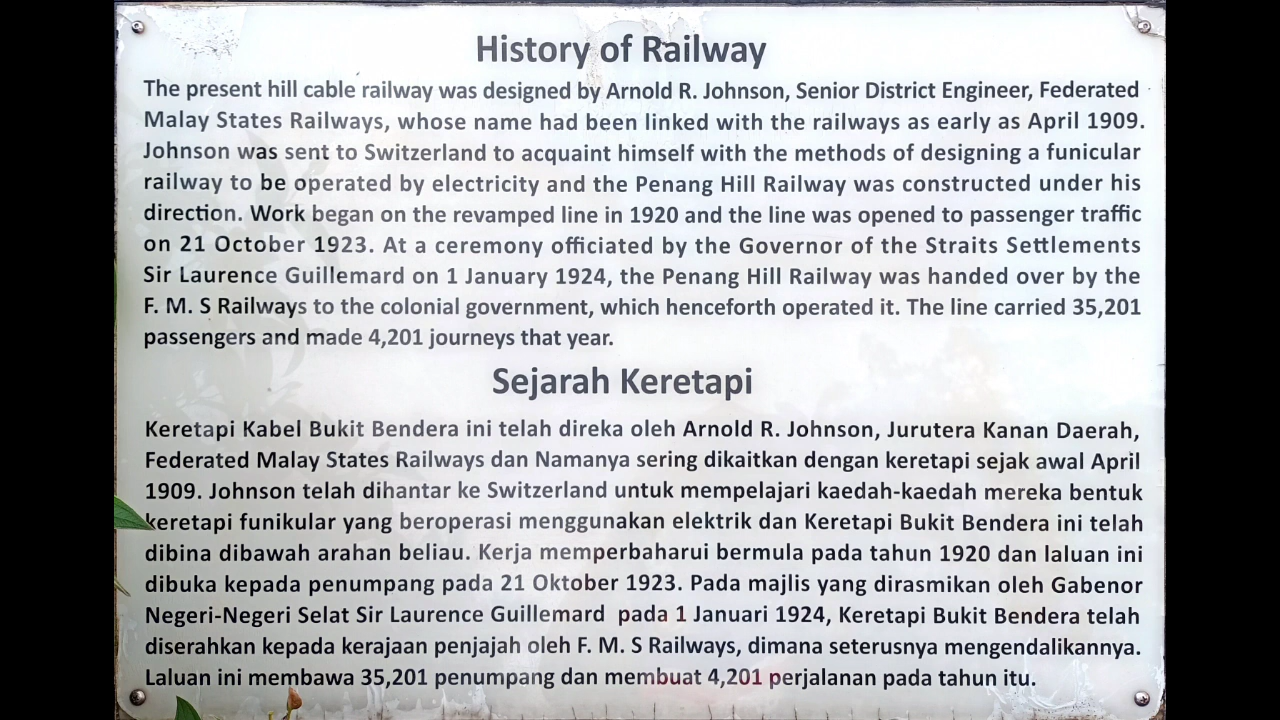 History of Railway
The present hill cable railway was designed by Arnold R. Johnson, Senior District Engineer, Federated
Malay States Railways, whose name had been linked with the railways as early as April 1909.
Johnson was sent to Switzerland to acquaint himself with the methods of designing a funicular
railway to be operated by electricity and the Penang Hill Railway was constructed under his
direction. Work began on the revamped line in 1920 and the line was opened to passenger traffic
on 21 October 1923. At a ceremony officiated by the Governor of the Straits Settlements
Sir Laurence Guillemard on 1 January 1924, the Penang Hill Railway was handed over by the
F. M. S Railways to the colonial government, which henceforth operated it. The line carried 35,201
passengers and made 4,201 journeys that year.
Sejarah Keretapi
Keretapi Kabel Bukit Bendera ini telah direka oleh Arnold R. Johnson, Jurutera Kanan Daerah,
Federated Malay States Railways dan Namanya sering dikaitkan dengan keretapi sejak awal April
1909. Johnson telah dihantar ke Switzerland untuk mempelajari kaedah-kaedah mereka bentuk
keretapi funikular yang beroperasi menggunakan elektrik dan Keretapi Bukit Bendera ini telah
dibina dibawah arahan beliau. Kerja memperbaharui bermula pada tahun 1920 dan laluan ini
dibuka kepada penumpang pada 21 Oktober 1923. Pada majlis yang dirasmikan oleh Gabenor
Negeri-Negeri Selat Sir Laurence Guillemard pada 1 Januari 1924, Keretapi Bukit Bendera telah
diserahkan kepada kerajaan penjajah oleh F. M. S Railways, dimana seterusnya mengendalikannya.
Laluan ini membawa 35,201 penumpang dan membuat 4,201 perjalanan pada tahun itu.